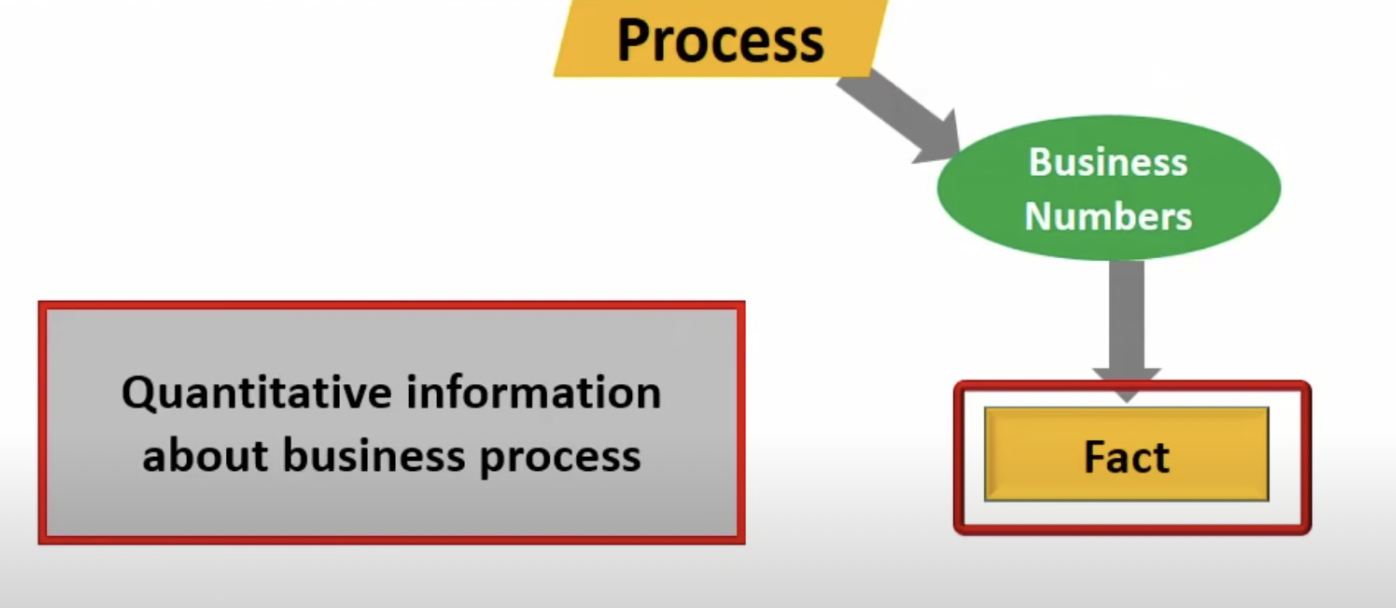 Process
Business
Numbers
Quantitative information
about business process
Fact